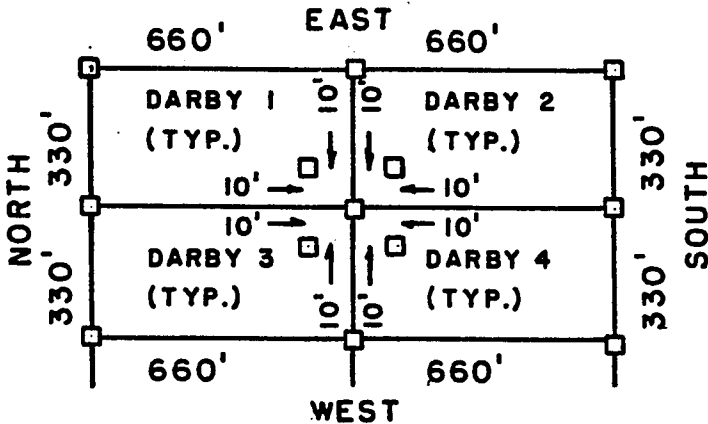 EAST
660' 660'
DARBY 1 10' 10' DARBY 2
(TYP.) (TYP.)
330' 330'
10' 10'
NORTH SOUTH
10' 10'
DARBY 3 DARBY 4
(TYP.) 10' 10' (TYP.)
330' 330'
660' 660'
WEST